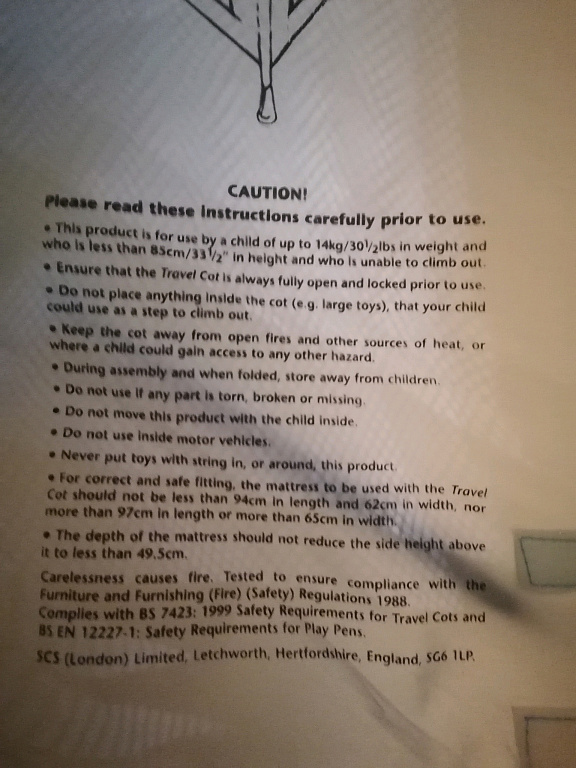 CAUTION!
Please read these instructions carefully prior to use.
• This product is for use by a child of up to 14kg/30½lbs in weight and
who is less than 85cm/33½" in height and who is unable to climb out.
• Ensure that the Travel Cot is always fully open and locked prior to use.
• Do not place anything inside the cot (e.g. large toys), that your child
could use as a step to climb out.
• Keep the cot away from open fires and other sources of heat, or
where a child could gain access to any other hazard.
• During assembly and when folded, store away from children.
• Do not use if any part is torn, broken or missing.
• Do not move this product with the child inside.
• Do not use inside motor vehicles.
• Never put toys with string in, or around, this product.
• For correct and safe fitting, the mattress to be used with the Travel
Cot should not be less than 94cm in length and 62cm in width, nor
more than 97cm in length or more than 65cm in width.
• The depth of the mattress should not reduce the side height above
it to less than 49.5cm.
Carelessness causes fire. Tested to ensure compliance with the
Furniture and Furnishing (Fire) (Safety) Regulations 1988.
Complies with BS 7423: 1999 Safety Requirements for Travel Cots and
BS EN 12227-1: Safety Requirements for Play Pens.
SCS (London) Limited, Letchworth, Hertfordshire, England, SG6 1LP.